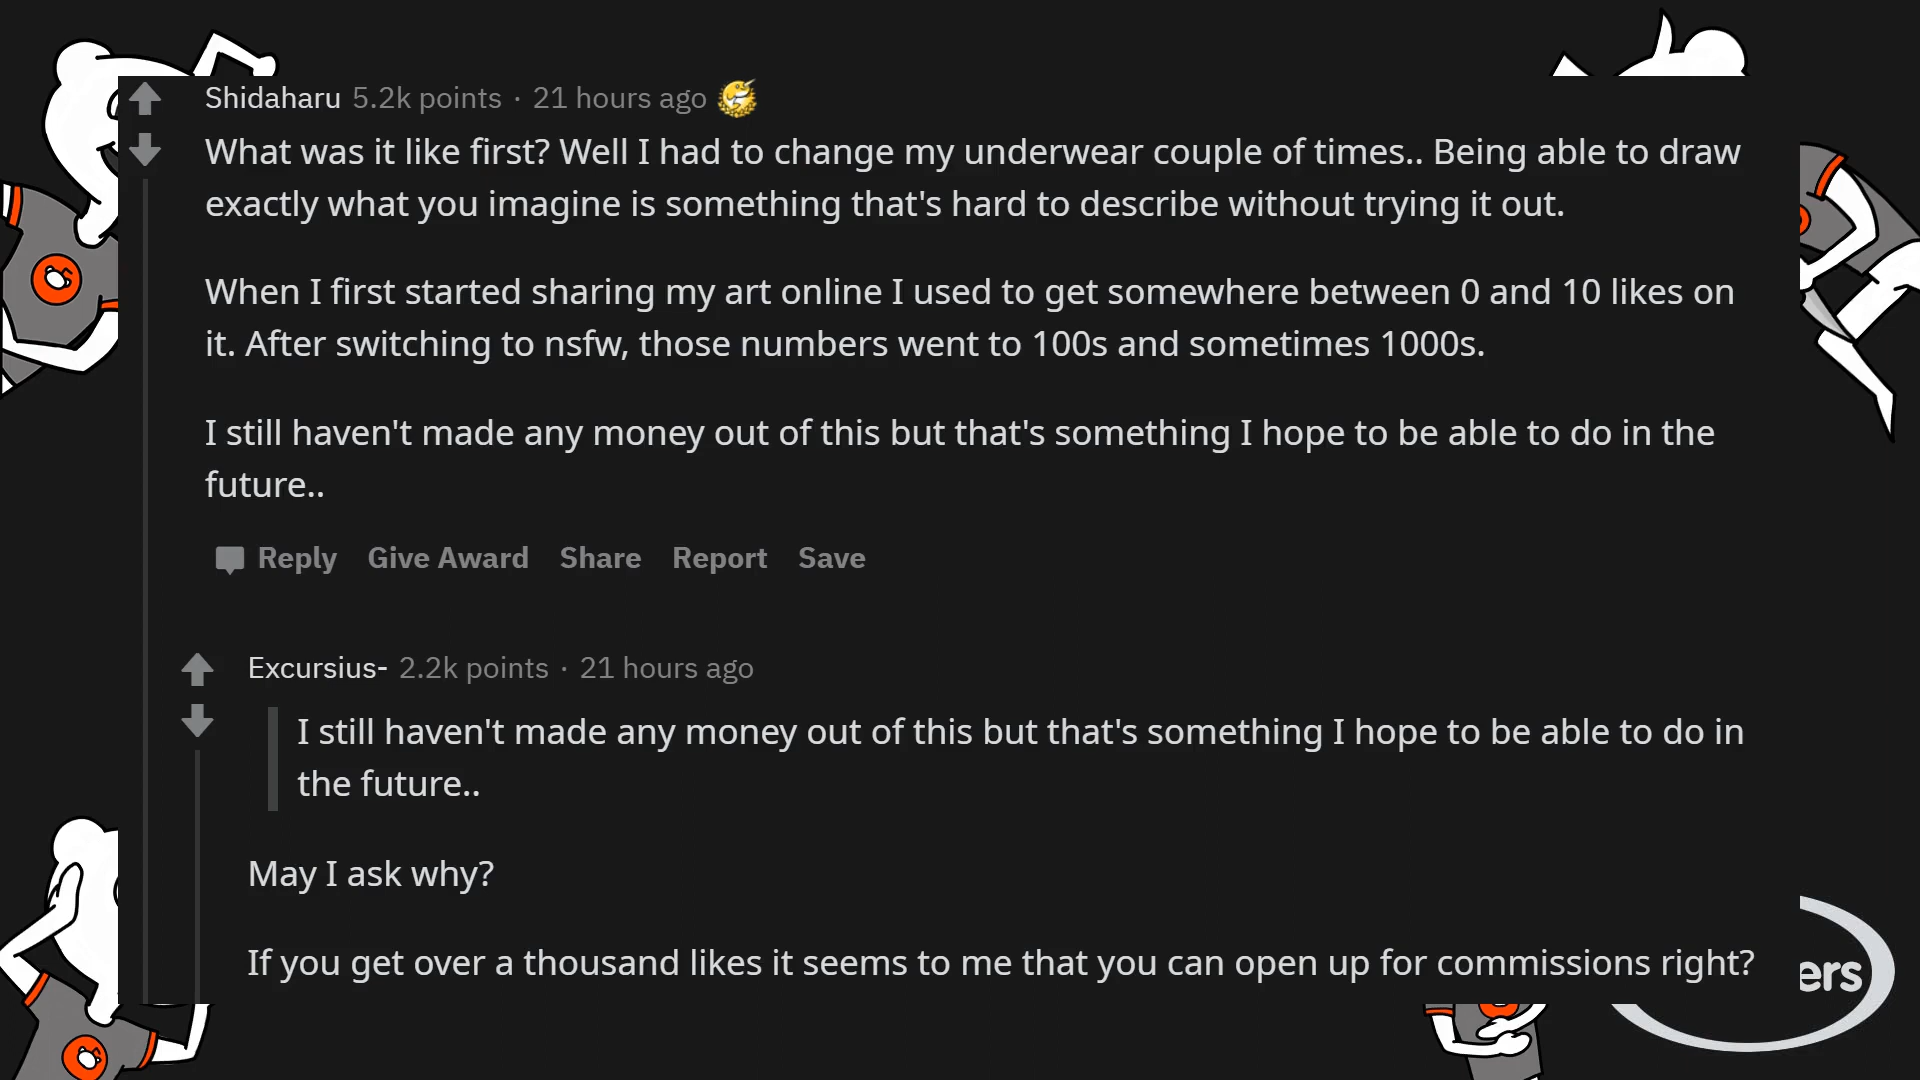 Shidaharu 5.2k points · 21 hours ago
What was it like first? Well I had to change my underwear couple of times.. Being able to draw
exactly what you imagine is something that's hard to describe without trying it out.
When I first started sharing my art online I used to get somewhere between 0 and 10 likes on
it. After switching to nsfw, those numbers went to 100s and sometimes 1000s.
I still haven't made any money out of this but that's something I hope to be able to do in the
future..
Reply Give Award Share Report Save
Excursius- 2.2k points · 21 hours ago
I still haven't made any money out of this but that's something I hope to be able to do in
the future..
May I ask why?
If you get over a thousand likes it seems to me that you can open up for commissions right?
ers